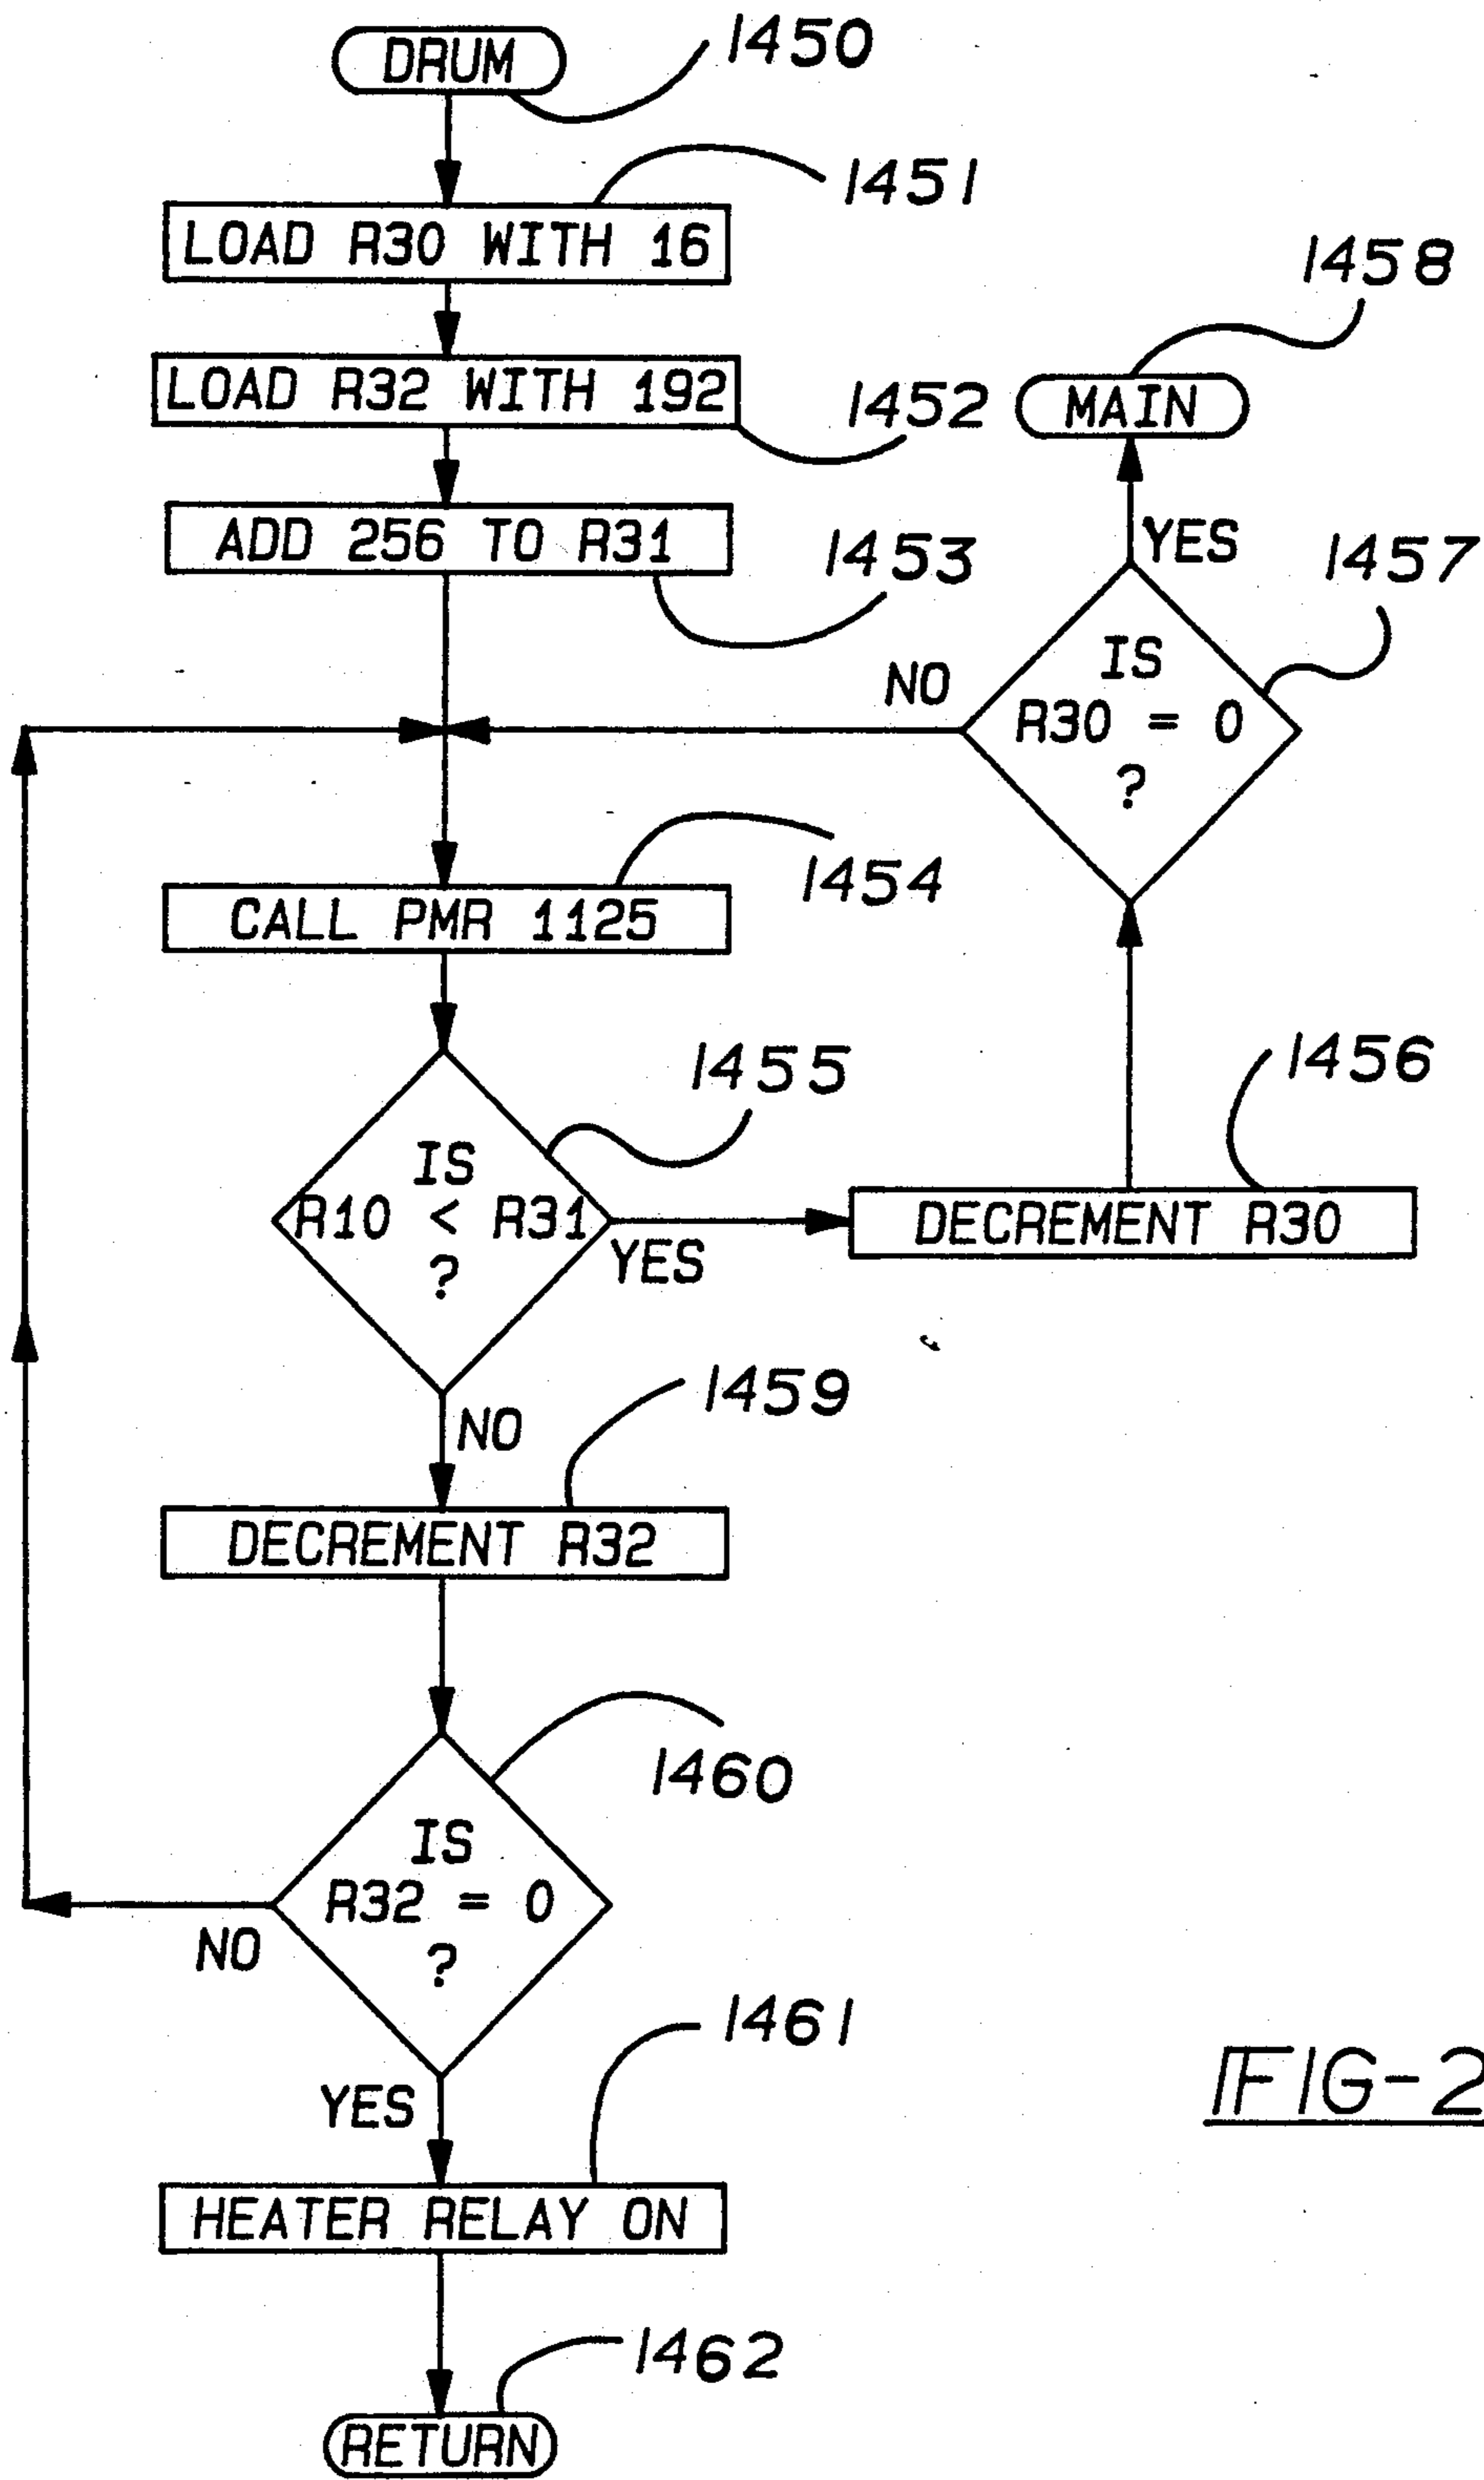 DRUM
1450
LOAD R30 WITH 16
1451
LOAD R32 WITH 192
1452
ADD 256 TO R31
1453
CALL PMR 1125
1454
IS
R10 < R31
?
1455
YES
DECREMENT R30
1456
IS
R30 = 0
?
1457
NO
YES
MAIN
1458
NO
DECREMENT R32
1459
IS
R32 = 0
?
1460
NO
YES
HEATER RELAY ON
1461
RETURN
1462
FIG-2